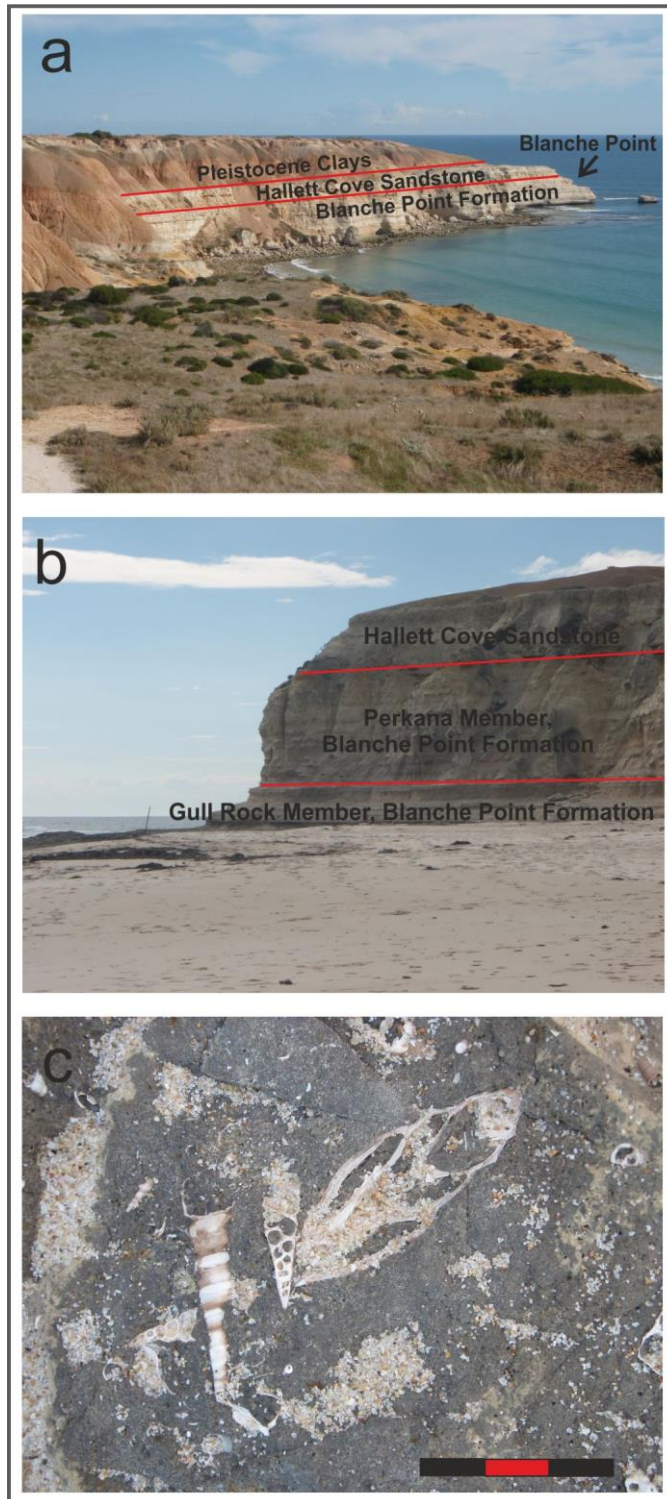 a
Blanche Point
Pleistocene Clays
Hallett Cove Sandstone
Blanche Point Formation
b
Hallett Cove Sandstone
Perkana Member,
Blanche Point Formation
Gull Rock Member, Blanche Point Formation
c